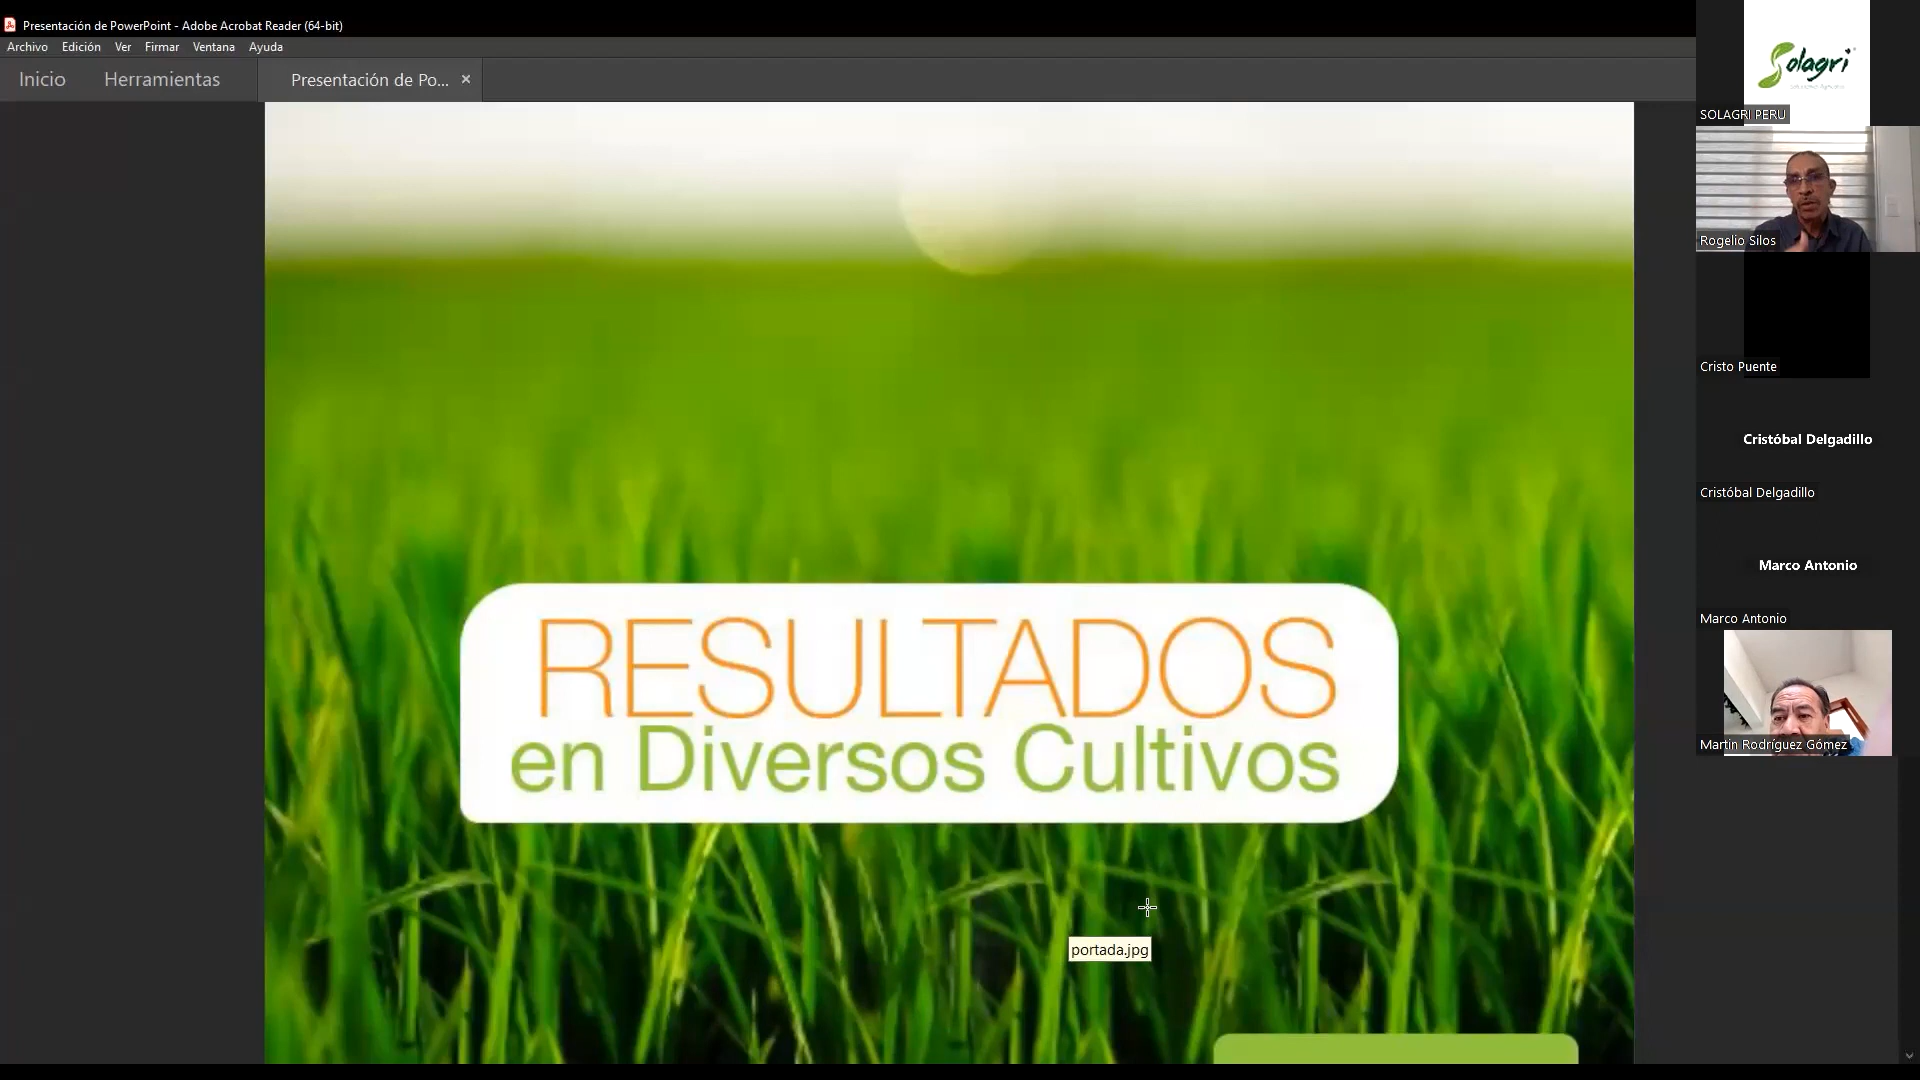 Presentación de PowerPoint - Adobe Acrobat Reader (64-bit)
Archivo Edición Ver Firmar Ventana Ayuda
Inicio Herramientas Presentación de Po... ×
RESULTADOS
en Diversos Cultivos
portada.jpg
Solagri
SOLAGRI PERU
Rogelio Silos
Cristo Puente
Cristóbal Delgadillo
Cristóbal Delgadillo
Marco Antonio
Marco Antonio
Martin Rodríguez Gómez